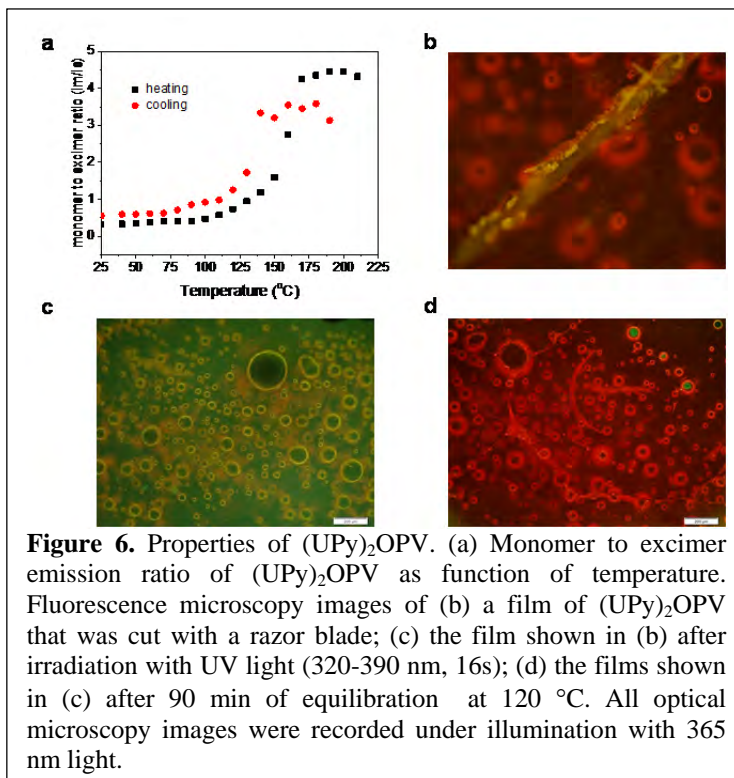 a
b
5
4
3
2
1
0
monomer to excimer ratio (Im/Ie)
heating
cooling
25 50 75 100 125 150 175 200 225
Temperature (°C)
c
d
Figure 6. Properties of (UPy)₂OPV. (a) Monomer to excimer
emission ratio of (UPy)₂OPV as function of temperature.
Fluorescence microscopy images of (b) a film of (UPy)₂OPV
that was cut with a razor blade; (c) the film shown in (b) after
irradiation with UV light (320-390 nm, 16s); (d) the films shown
in (c) after 90 min of equilibration at 120 °C. All optical
microscopy images were recorded under illumination with 365
nm light.